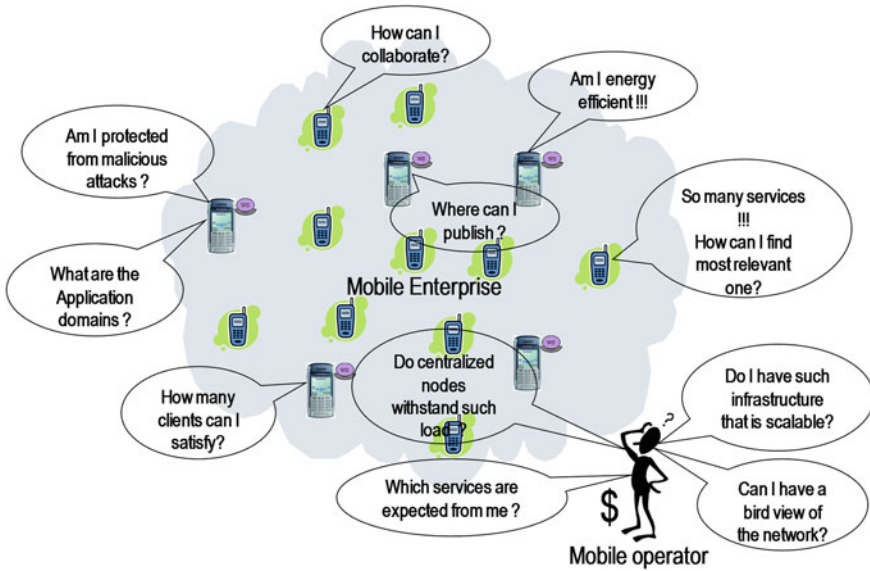 How can I
collaborate?
Am I energy
efficient !!!
Am I protected
from malicious
attacks ?
WS
WS
WS
So many services
!!!
How can I find
most relevant
one?
Where can I
publish ?
What are the
Application
domains ?
Mobile Enterprise
WS
WS
How many
clients can I
satisfy?
Do centralized
nodes
withstand such
load ?
Do I have such
infrastructure
that is scalable?
.?
Which services are
expected from me ?
Can I have a
bird view of
the network?
$
Mobile operator